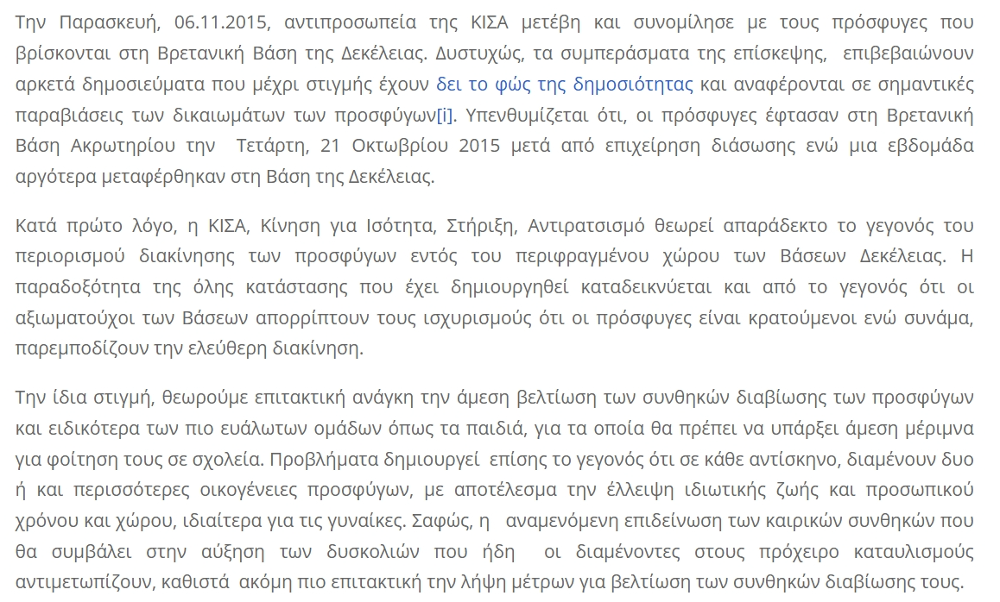 Την Παρασκευή, 06.11.2015, αντιπροσωπεία της ΚΙΣΑ μετέβη και συνομίλησε με τους πρόσφυγες που
βρίσκονται στη Βρετανική Βάση της Δεκέλειας. Δυστυχώς, τα συμπεράσματα της επίσκεψης, επιβεβαιώνουν
αρκετά δημοσιεύματα που μέχρι στιγμής έχουν δει το φώς της δημοσιότητας και αναφέρονται σε σημαντικές
παραβιάσεις των δικαιωμάτων των προσφύγων[i]. Υπενθυμίζεται ότι, οι πρόσφυγες έφτασαν στη Βρετανική
Βάση Ακρωτηρίου την Τετάρτη, 21 Οκτωβρίου 2015 μετά από επιχείρηση διάσωσης ενώ μια εβδομάδα
αργότερα μεταφέρθηκαν στη Βάση της Δεκέλειας.
Κατά πρώτο λόγο, η ΚΙΣΑ, Κίνηση για Ισότητα, Στήριξη, Αντιρατσισμό θεωρεί απαράδεκτο το γεγονός του
περιορισμού διακίνησης των προσφύγων εντός του περιφραγμένου χώρου των Βάσεων Δεκέλειας. Η
παραδοξότητα της όλης κατάστασης που έχει δημιουργηθεί καταδεικνύεται και από το γεγονός ότι οι
αξιωματούχοι των Βάσεων απορρίπτουν τους ισχυρισμούς ότι οι πρόσφυγες είναι κρατούμενοι ενώ συνάμα,
παρεμποδίζουν την ελεύθερη διακίνηση.
Την ίδια στιγμή, θεωρούμε επιτακτική ανάγκη την άμεση βελτίωση των συνθηκών διαβίωσης των προσφύγων
και ειδικότερα των πιο ευάλωτων ομάδων όπως τα παιδιά, για τα οποία θα πρέπει να υπάρξει άμεση μέριμνα
για φοίτηση τους σε σχολεία. Προβλήματα δημιουργεί επίσης το γεγονός ότι σε κάθε αντίσκηνο, διαμένουν δυο
ή και περισσότερες οικογένειες προσφύγων, με αποτέλεσμα την έλλειψη ιδιωτικής ζωής και προσωπικού
χρόνου και χώρου, ιδιαίτερα για τις γυναίκες. Σαφώς, η αναμενόμενη επιδείνωση των καιρικών συνθηκών που
θα συμβάλει στην αύξηση των δυσκολιών που ήδη οι διαμένοντες στους πρόχειρο καταυλισμούς
αντιμετωπίζουν, καθιστά ακόμη πιο επιτακτική την λήψη μέτρων για βελτίωση των συνθηκών διαβίωσης τους.